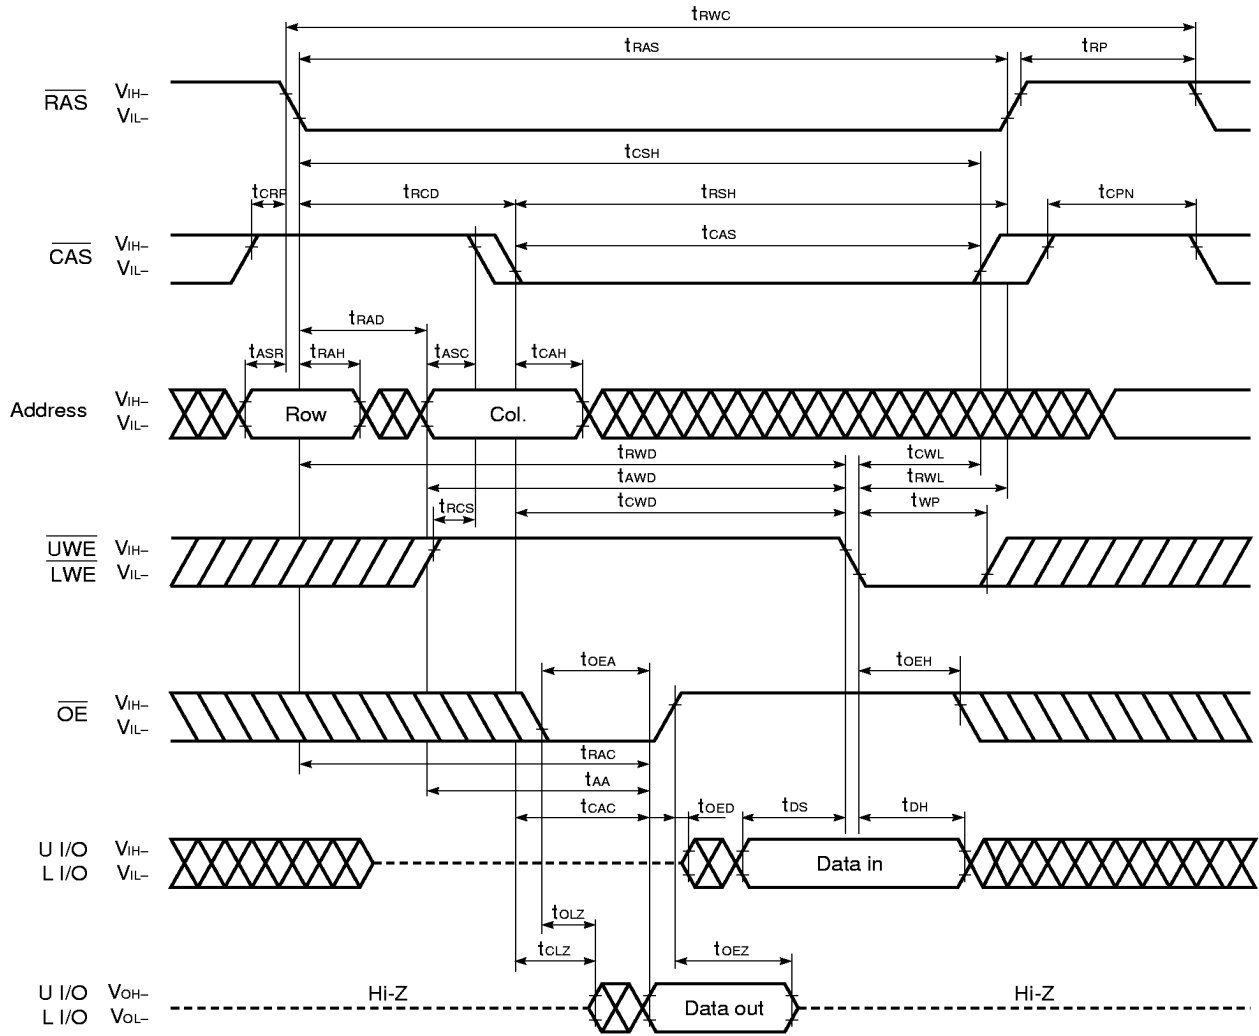 tRWC
tRAS tRP
RAS VIH–
VIL–
tCSH
tCRP tRCD tRSH tCPN
tCAS
CAS VIH–
VIL–
tRAD
tASR tRAH tASC tCAH
Address VIH–
VIL–
Row Col.
tRWD tCWL
tAWD tRWL
tRCS tCWD tWP
UWE VIH–
LWE VIL–
tOEA tOEH
OE VIH–
VIL–
tRAC
tAA
tCAC tOED tDS tDH
U I/O VIH–
L I/O VIL–
Data in
tOLZ
tCLZ tOEZ
U I/O VOH–
L I/O VOL–
Hi-Z Data out Hi-Z